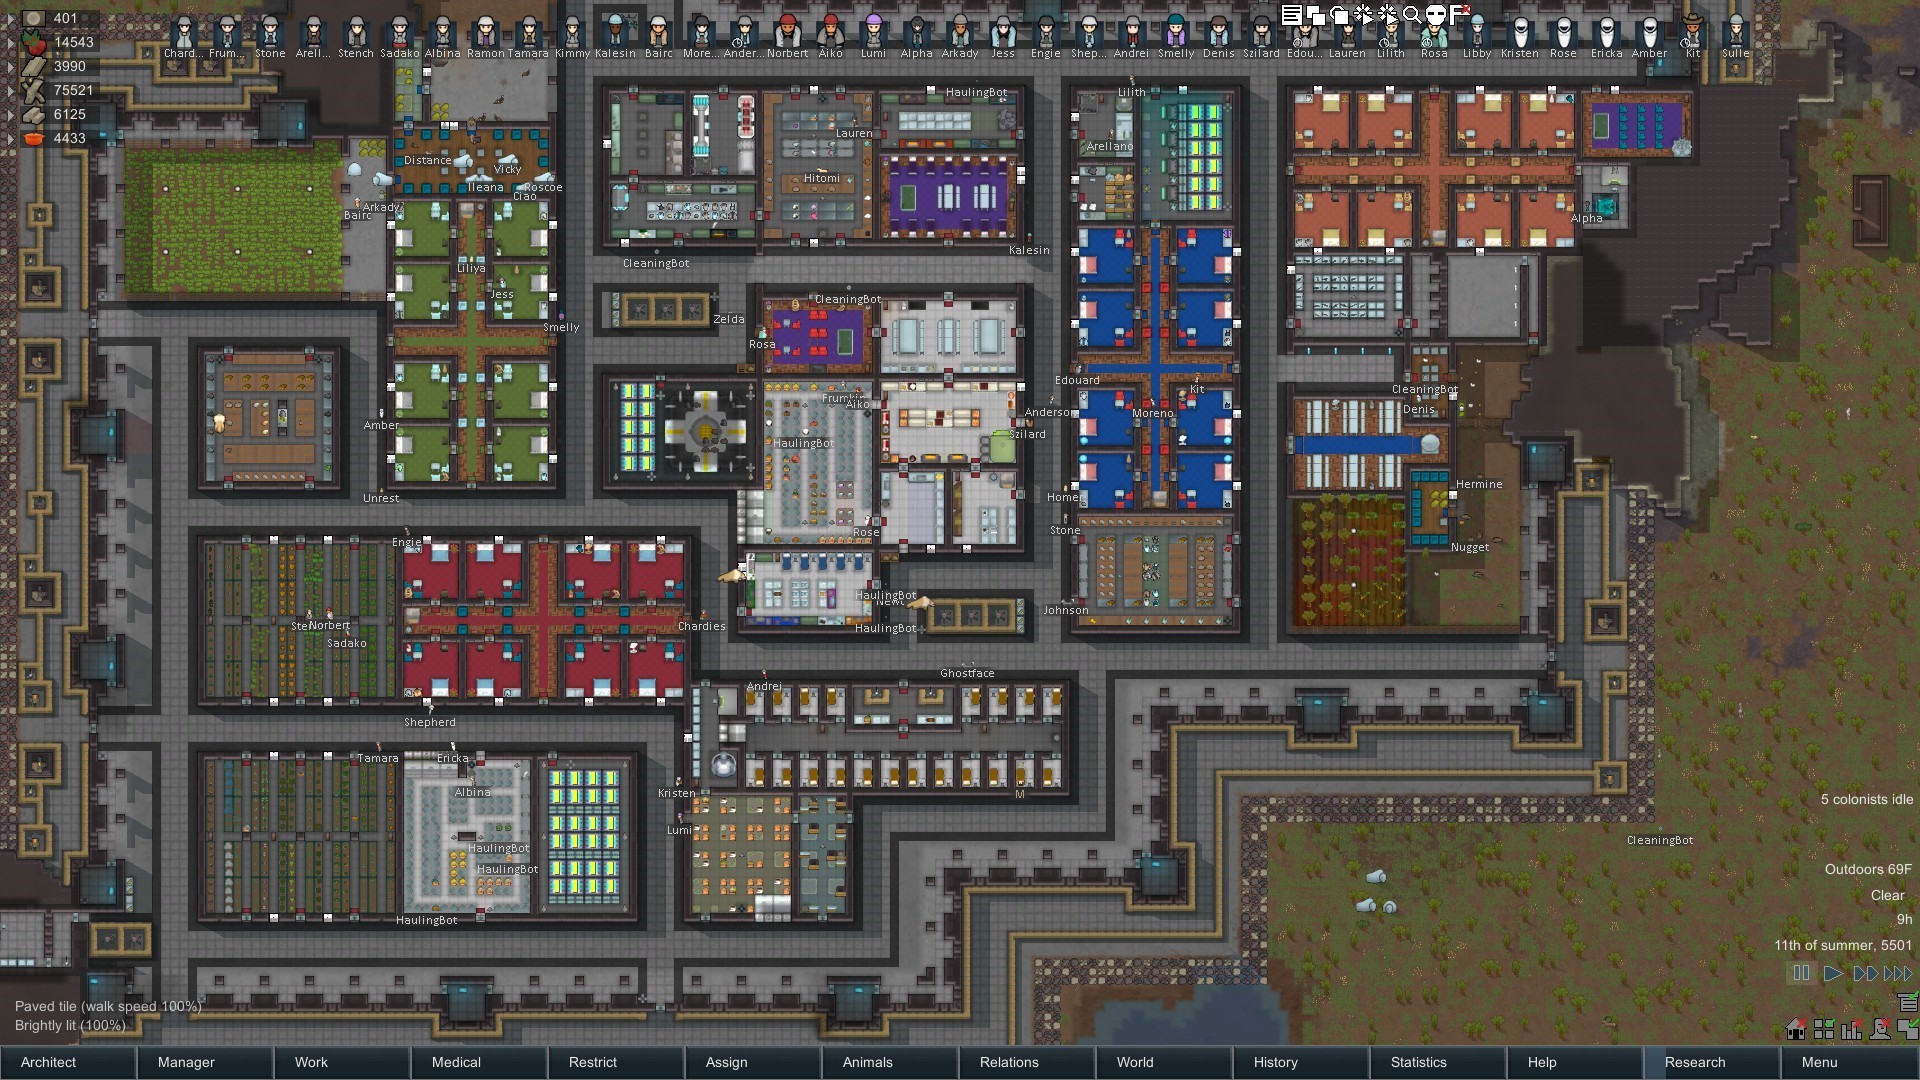 401
14543
3990
75521
6125
4433
Chard... Frum... Stone Arell... Stench Sadako Albina Ramon Tamara Kimmy Kalesin Bairc More... Ander... Norbert Aiko Lumi Alpha Arkady Jess Engie Shep... Andrei Smelly Denis Szilard Edou... Lauren Lilith Rosa Libby Kristen Rose Ericka Amber Kit Sulle
HaulingBot
Lilith
Lauren
Arellano
Distance
Vicky
Hitomi
Ileana
Roscoe
Ciao
Arkady
Bairc
Alpha
Kalesin
CleaningBot
Liliya
Jess
CleaningBot
Zelda
Smelly
Rosa
Edouard
Kit
CleaningBot
Frumkin
Aiko
Denis
Anderso
Moreno
Amber
Szilard
HaulingBot
Hermine
Unrest
Homer
Stone
Rose
Engie
Nugget
HaulingBot
Johnson
Norbert
Chardies
HaulingBot
Sadako
Ghostface
Andrei
Shepherd
Tamara
Ericka
Albina
Kristen
M
5 colonists idle
Lumi
CleaningBot
HaulingBot
HaulingBot
Outdoors 69F
Clear
HaulingBot
9h
11th of summer, 5501
Paved tile (walk speed 100%)
Brightly lit (100%)
Architect Manager Work Medical Restrict Assign Animals Relations World History Statistics Help Research Menu